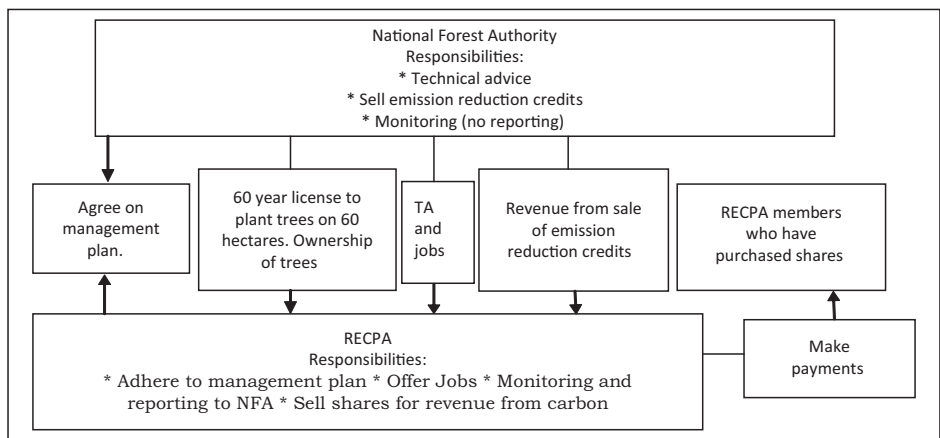 National Forest Authority
Responsibilities:
* Technical advice
* Sell emission reduction credits
* Monitoring (no reporting)
Agree on
management
plan.
60 year license to
plant trees on 60
hectares. Ownership
of trees
TA
and
jobs
Revenue from sale
of emission
reduction credits
RECPA members
who have
purchased shares
RECPA
Responsibilities:
* Adhere to management plan * Offer Jobs * Monitoring and
reporting to NFA * Sell shares for revenue from carbon
Make
payments